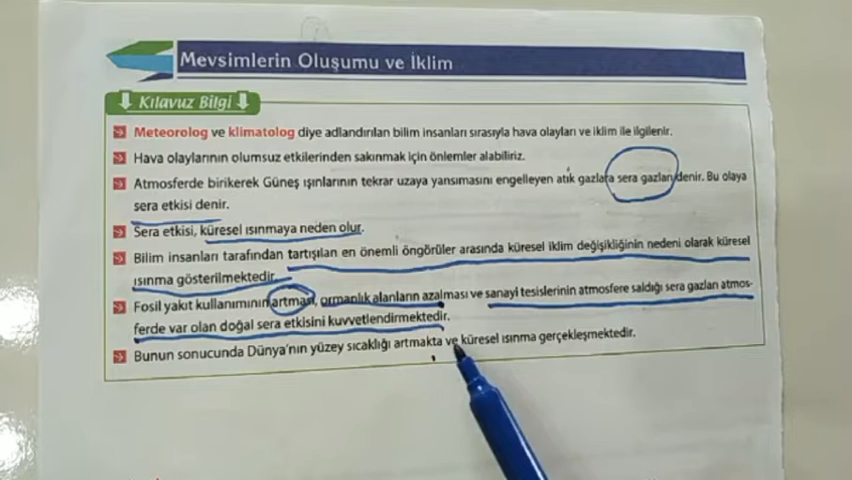 Mevsimlerin Oluşumu ve İklim
Kılavuz Bilgi
Meteorolog ve klimatolog diye adlandırılan bilim insanları sırasıyla hava olayları ve iklim ile ilgilenir.
Hava olaylarının olumsuz etkilerinden sakınmak için önlemler alabiliriz.
Atmosferde birikerek Güneş ışınlarının tekrar uzaya yansımasını engelleyen atık gazlara sera gazları denir. Bu olaya
sera etkisi denir.
Sera etkisi, küresel ısınmaya neden olur.
Bilim insanları tarafından tartışılan en önemli öngörüler arasında küresel iklim değişikliğinin nedeni olarak küresel
ısınma gösterilmektedir.
Fosil yakıt kullanımının artması, ormanlık alanların azalması ve sanayi tesislerinin atmosfere saldığı sera gazları atmos-
ferde var olan doğal sera etkisini kuvvetlendirmektedir.
Bunun sonucunda Dünya'nın yüzey sıcaklığı artmakta ve küresel ısınma gerçekleşmektedir.